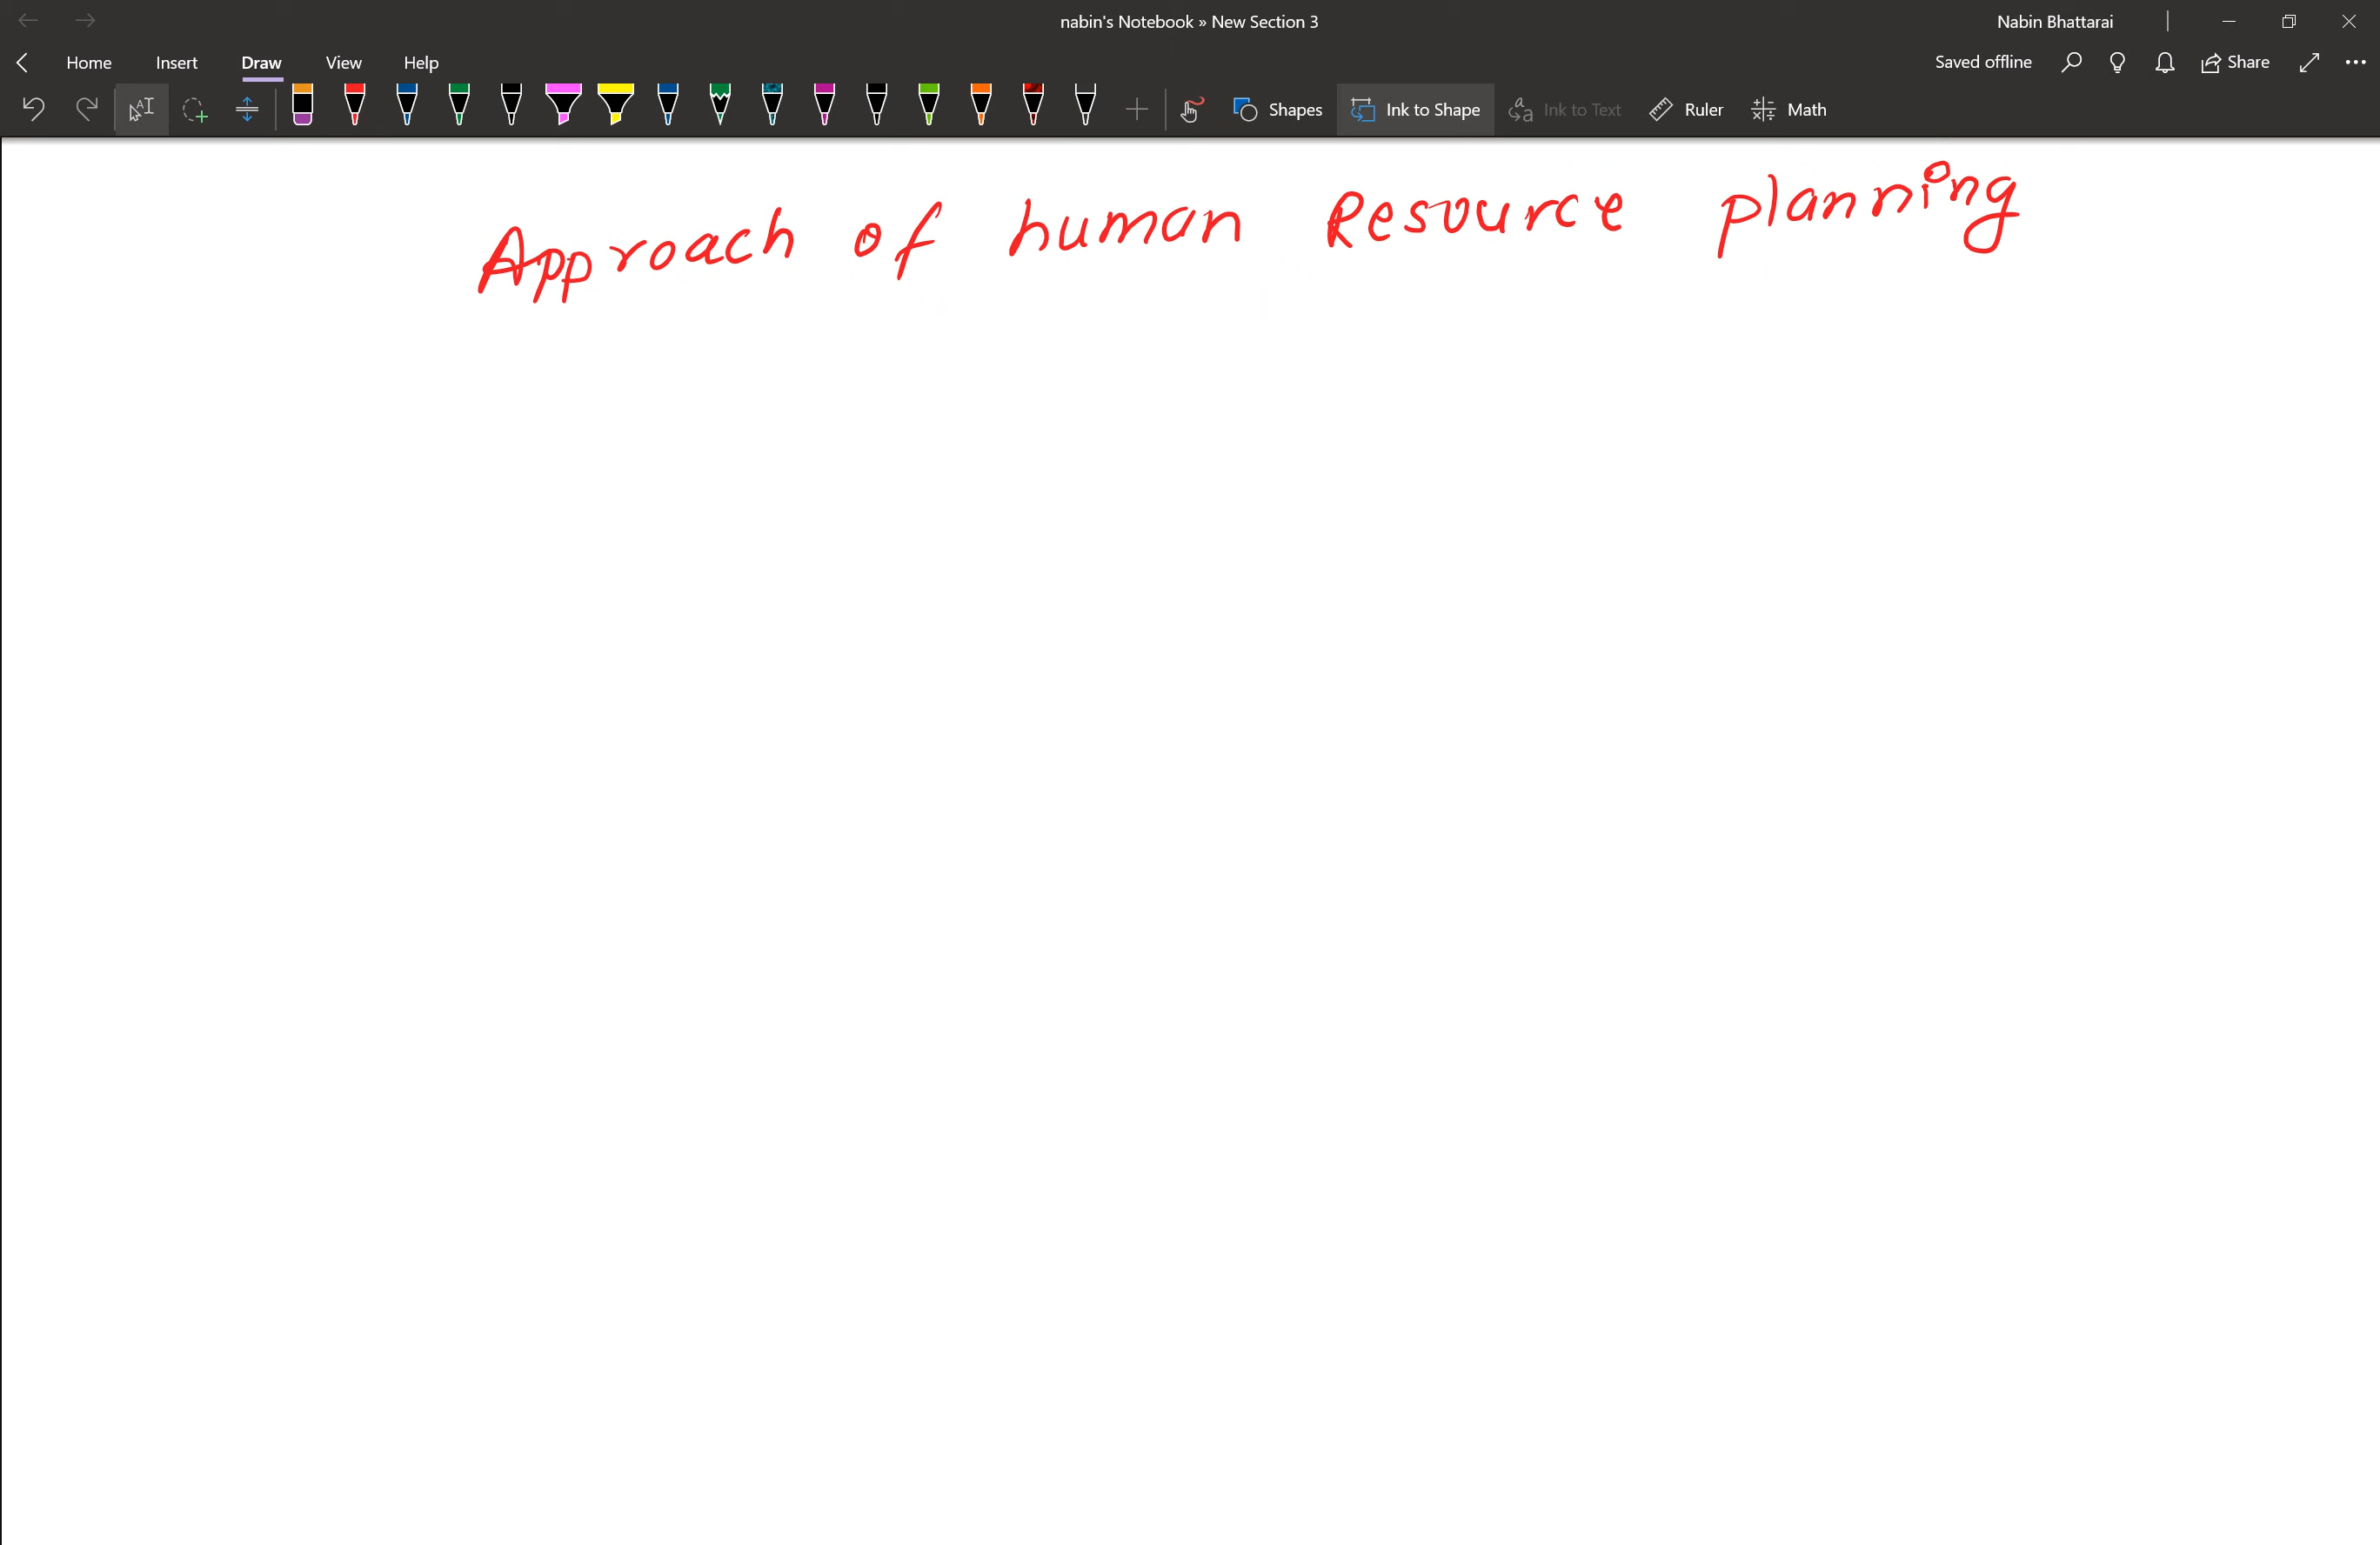 nabin's Notebook » New Section 3
Nabin Bhattarai
Home Insert Draw View Help
Saved offline
Share
Shapes Ink to Shape Ink to Text Ruler Math
Approach of human Resource planning